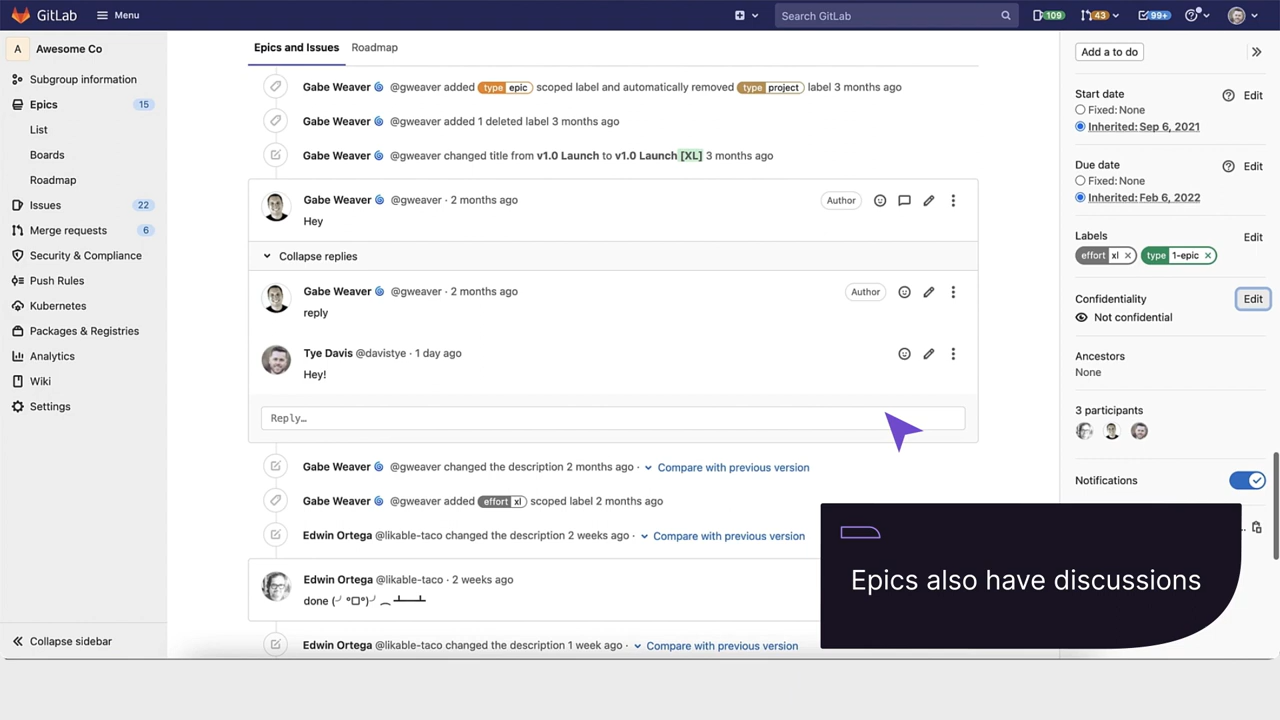 GitLab Menu Search GitLab 109 43 99+
A Awesome Co
Subgroup information
Epics 15
List
Boards
Roadmap
Issues 22
Merge requests 6
Security & Compliance
Push Rules
Kubernetes
Packages & Registries
Analytics
Wiki
Settings
Collapse sidebar
Epics and Issues Roadmap
Gabe Weaver @gweaver added type epic scoped label and automatically removed type project label 3 months ago
Gabe Weaver @gweaver added 1 deleted label 3 months ago
Gabe Weaver @gweaver changed title from v1.0 Launch to v1.0 Launch [XL] 3 months ago
Gabe Weaver @gweaver · 2 months ago Author
Hey
Collapse replies
Gabe Weaver @gweaver · 2 months ago Author
reply
Tye Davis @davistye · 1 day ago
Hey!
Reply…
Gabe Weaver @gweaver changed the description 2 months ago · Compare with previous version
Gabe Weaver @gweaver added effort xl scoped label 2 months ago
Edwin Ortega @likable-taco changed the description 2 weeks ago · Compare with previous version
Edwin Ortega @likable-taco · 2 weeks ago
done (╯°□°)╯︵ ┻━┻
Edwin Ortega @likable-taco changed the description 1 week ago · Compare with previous version
Add a to do
Start date Edit
Fixed: None
Inherited: Sep 6, 2021
Due date Edit
Fixed: None
Inherited: Feb 6, 2022
Labels Edit
effort xl × type 1-epic ×
Confidentiality Edit
Not confidential
Ancestors
None
3 participants
Notifications
Epics also have discussions